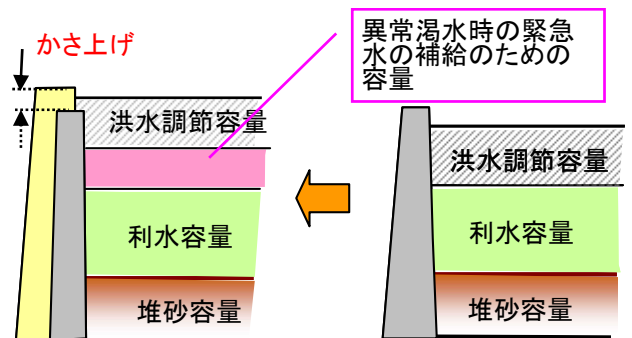 かさ上げ
異常渇水時の緊急
水の補給のための
容量
洪水調節容量
利水容量
堆砂容量
洪水調節容量
利水容量
堆砂容量